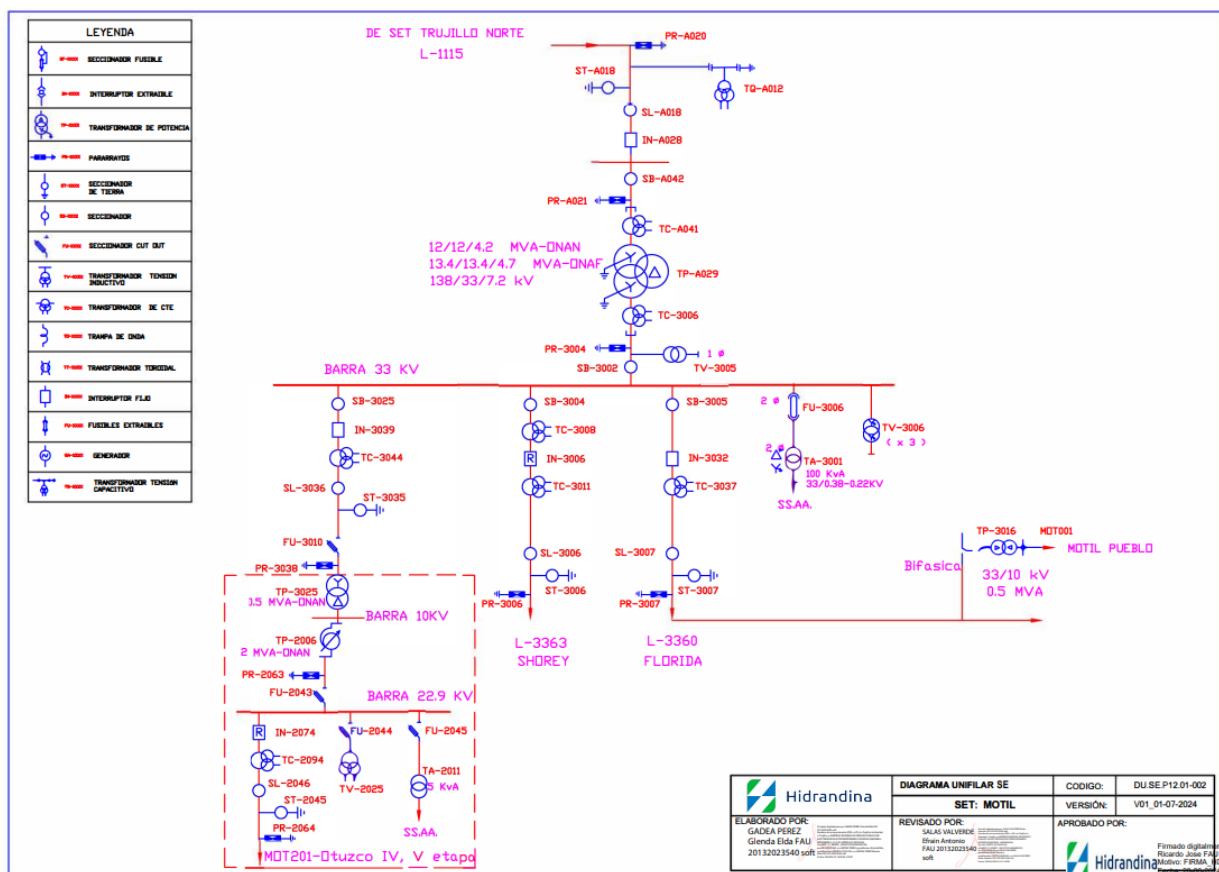 LEYENDA
SECCIONADOR FUSIBLE
INTERRUPTOR EXTRAIBLE
TRANSFORMADOR DE POTENCIA
PARARRAYOS
SECCIONADOR
DE TIERRA
SECCIONADOR
SECCIONADOR CUT OUT
TRANSFORMADOR TENSION
INDUCTIVO
TRANSFORMADOR DE CTE
TRAMPA DE ONDA
TRANSFORMADOR TOROIDAL
INTERRUPTOR FIJO
FUSIBLES EXTRAIBLES
GENERADOR
TRANSFORMADOR TENSION
CAPACITIVO
DE SET TRUJILLO NORTE
L-1115
PR-A020
ST-A018
TQ-A012
SL-A018
IN-A028
SB-A042
PR-A021
TC-A041
12/12/4.2 MVA-ONAN
13.4/13.4/4.7 MVA-ONAF
138/33/7.2 kV
TP-A029
TC-3006
PR-3004
1 Ø
SB-3002
TV-3005
BARRA 33 KV
SB-3025
IN-3039
TC-3044
SL-3036
ST-3035
FU-3010
PR-3038
TP-3025
MVA-ONAN
BARRA 10KV
TP-2006
2 MVA-ONAN
PR-2063
FU-2043
BARRA 22.9 KV
IN-2074
TC-2094
SL-2046
ST-2045
PR-2064
MOT201-Otuzco IV, V etapa
FU-2044
TV-2025
FU-2045
TA-2011
5 KvA
SS.AA.
SB-3004
TC-3008
R
IN-3006
TC-3011
SL-3006
ST-3006
PR-3006
L-3363
SHOREY
SB-3005
IN-3032
TC-3037
SL-3007
ST-3007
PR-3007
L-3360
FLORIDA
2 Ø
FU-3006
2 Ø
TA-3001
100 KvA
33/0.38-0.22KV
SS.AA.
TV-3006
( x 3 )
TP-3016
MOT001
MOTIL PUEBLO
Bifasica
33/10 kV
0.5 MVA
Hidrandina
DIAGRAMA UNIFILAR SE
CODIGO:
DU.SE.P12.01-002
SET: MOTIL
VERSIÓN:
V01_01-07-2024
ELABORADO POR:
GADEA PEREZ
Glenda Elda FAU
20132023540 soft
REVISADO POR:
SALAS VALVERDE
Efrain Antonio
FAU 20132023540
soft
APROBADO POR:
Hidrandina
Firmado digitalme
Ricardo Jose FAU